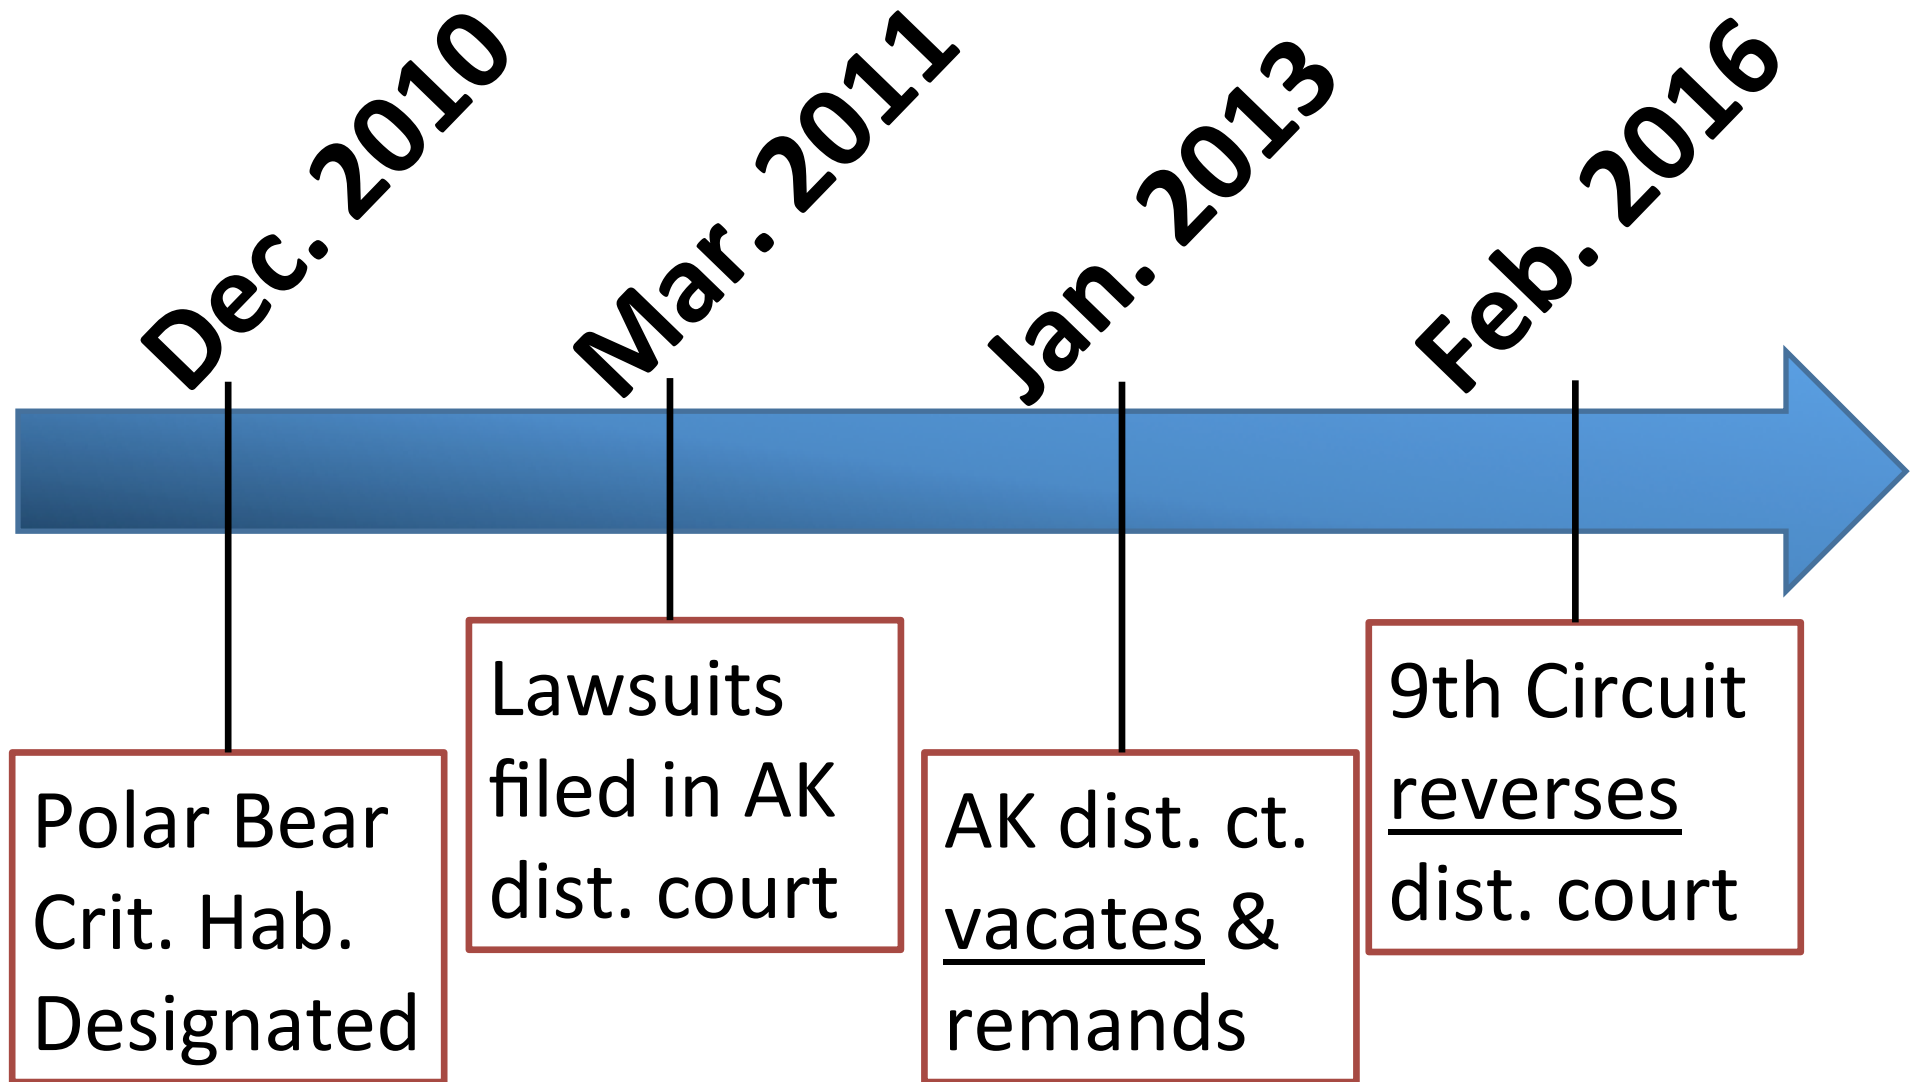 Dec. 2010
Mar. 2011
Jan. 2013
Feb. 2016
Polar Bear
Crit. Hab.
Designated
Lawsuits
filed in AK
dist. court
AK dist. ct.
vacates &
remands
9th Circuit
reverses
dist. court